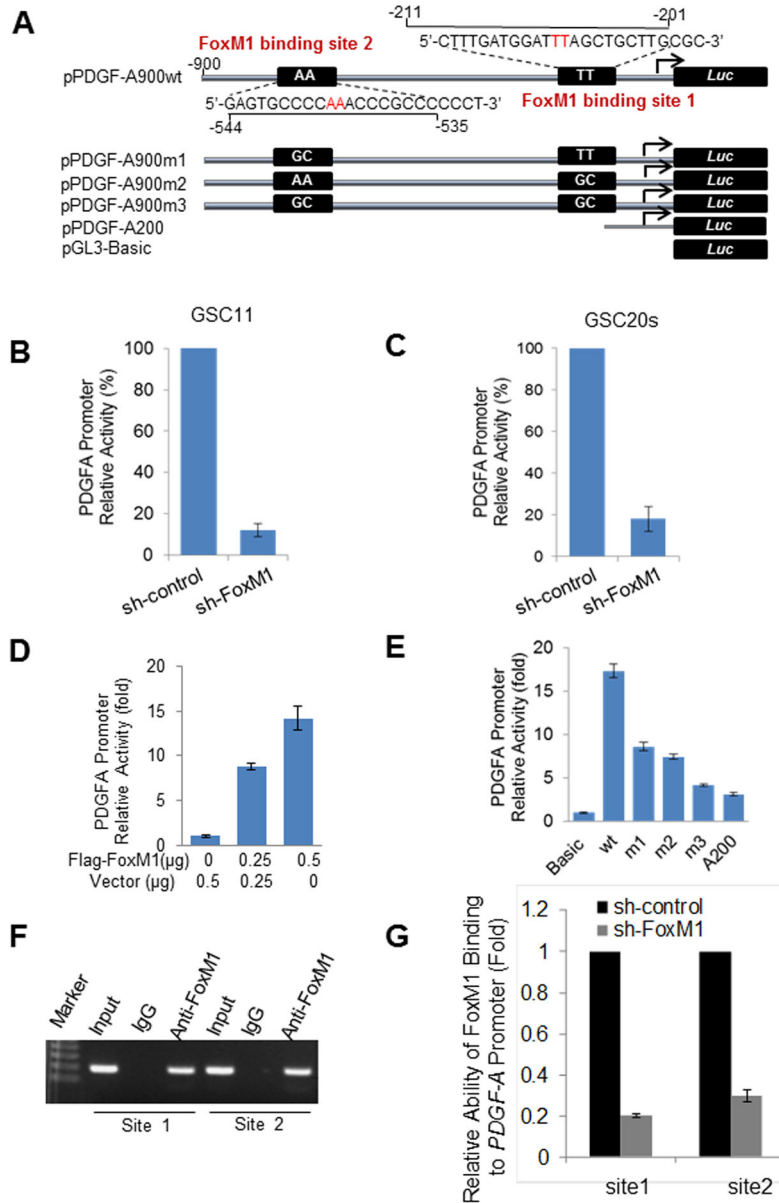 A
-211
-201
5'-CTTTGATGGATTTAGCTGCTTGCGC-3'
FoxM1 binding site 2
-900
pPDGF-A900wt
AA
TT
Luc
5'-GAGTGCCCCAAACCCGCCCCCCT-3'
FoxM1 binding site 1
-544
-535
pPDGF-A900m1
GC
TT
Luc
pPDGF-A900m2
AA
GC
Luc
pPDGF-A900m3
GC
GC
Luc
pPDGF-A200
Luc
pGL3-Basic
Luc
B
GSC11
PDGFA Promoter
Relative Activity (%)
100
80
60
40
20
0
sh-control
sh-FoxM1
C
GSC20s
PDGFA Promoter
Relative Activity (%)
100
80
60
40
20
0
sh-control
sh-FoxM1
D
PDGFA Promoter
Relative Activity (fold)
20
15
10
5
0
Flag-FoxM1(μg) 0 0.25 0.5
Vector (μg) 0.5 0.25 0
E
PDGFA Promoter
Relative Activity (fold)
20
15
10
5
0
Basic
wt
m1
m2
m3
A200
F
Marker
Input
IgG
Anti-FoxM1
Input
IgG
Anti-FoxM1
Site 1
Site 2
G
Relative Ability of FoxM1 Binding
to PDGF-A Promoter (Fold)
sh-control
sh-FoxM1
1.2
1
0.8
0.6
0.4
0.2
0
site1
site2